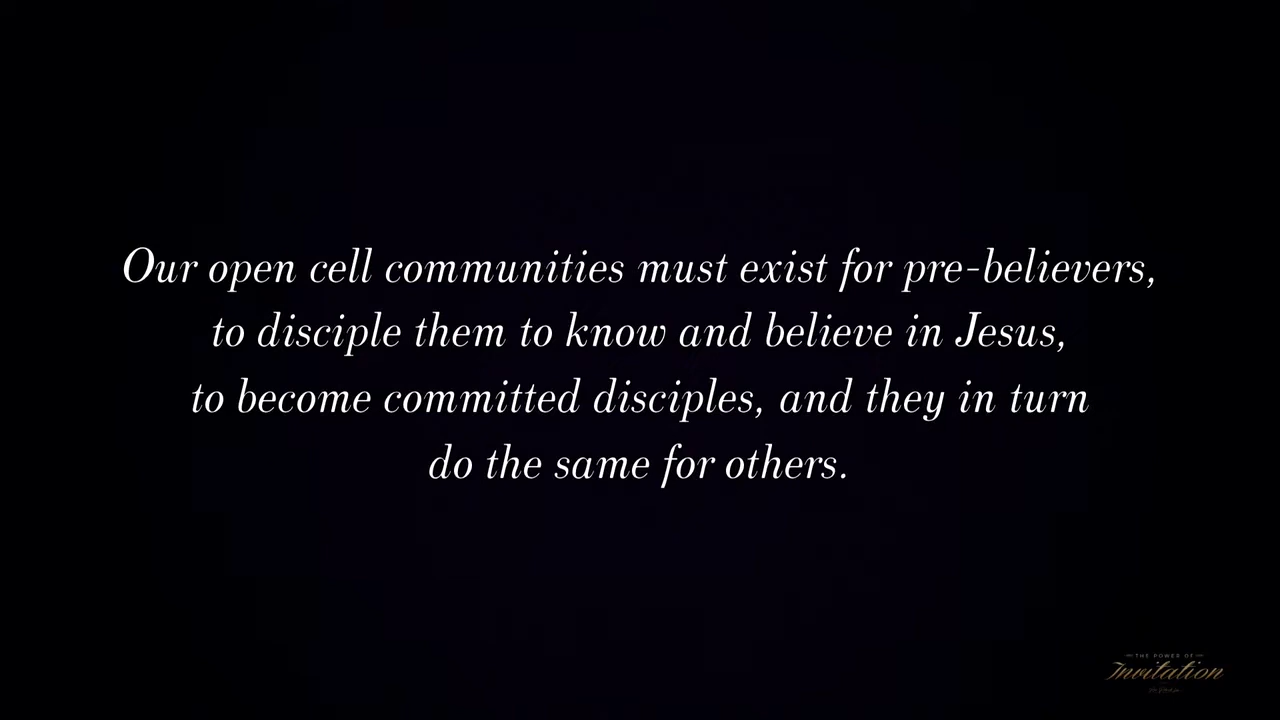 Our open cell communities must exist for pre-believers,
to disciple them to know and believe in Jesus,
to become committed disciples, and they in turn
do the same for others.
THE POWER OF
Invitation